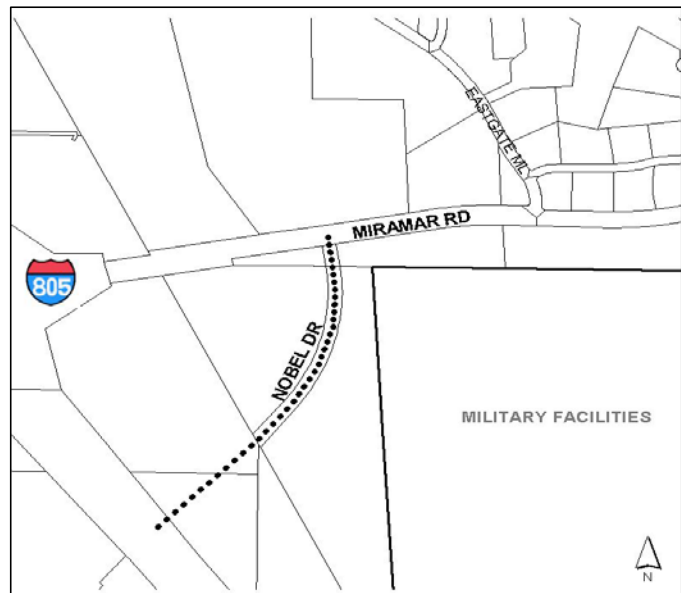 EASTGATE ML
MIRAMAR RD
805
NOBEL DR
MILITARY FACILITIES
N